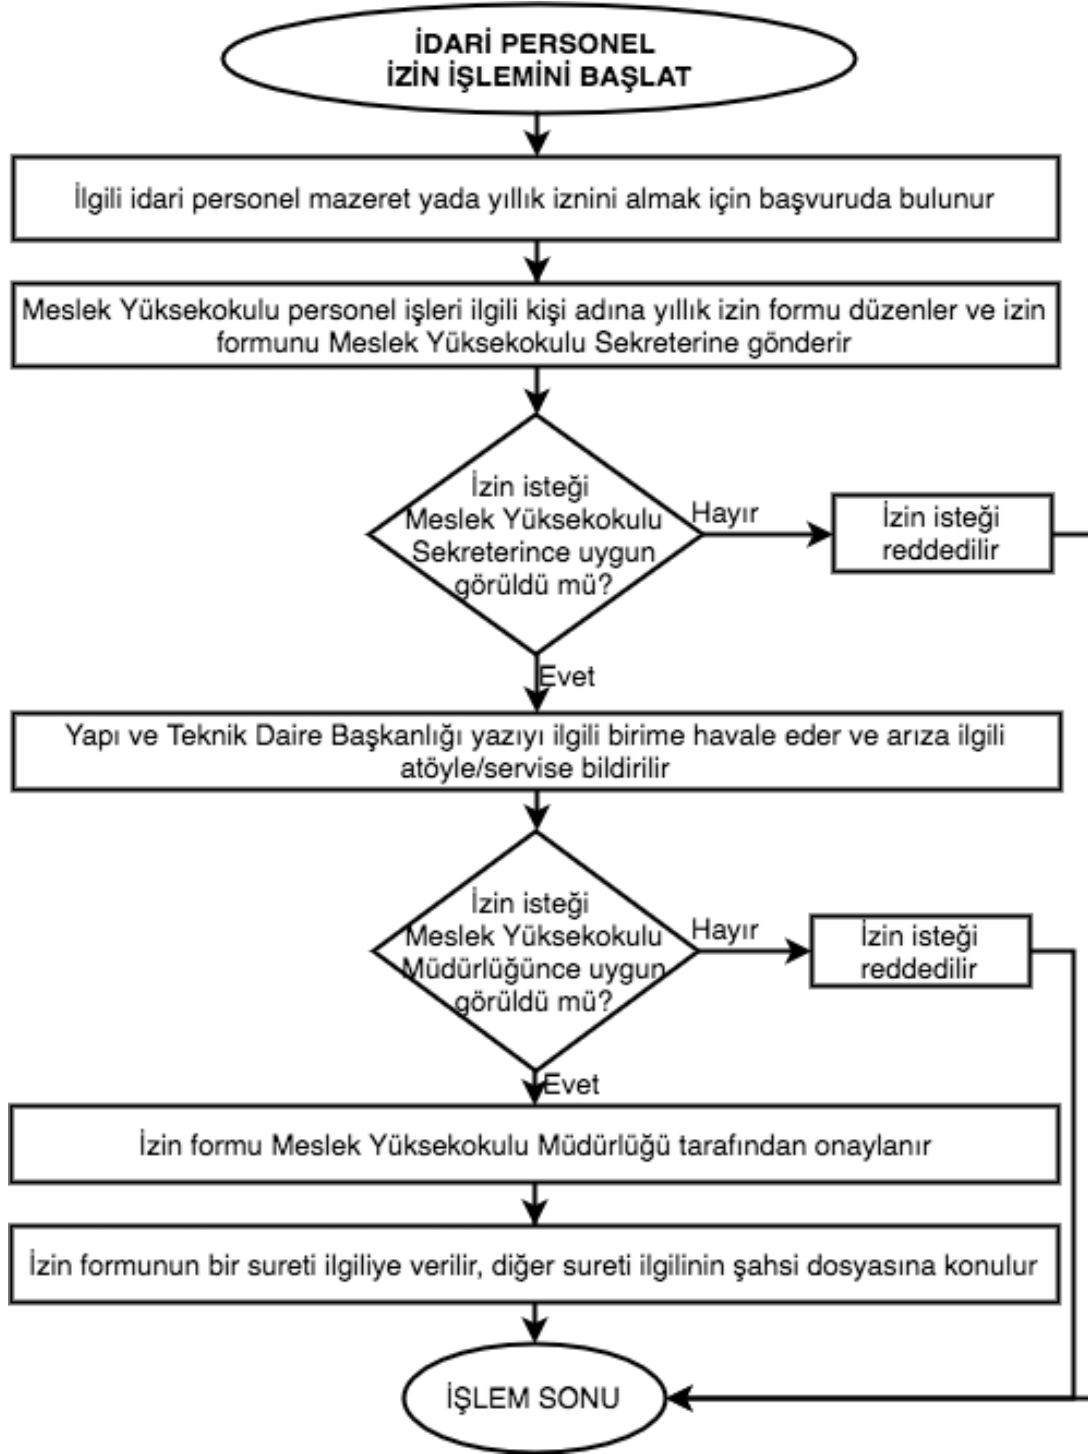 İDARİ PERSONEL
İZİN İŞLEMİNİ BAŞLAT
İlgili idari personel mazeret yada yıllık iznini almak için başvuruda bulunur
Meslek Yüksekokulu personel işleri ilgili kişi adına yıllık izin formu düzenler ve izin
formunu Meslek Yüksekokulu Sekreterine gönderir
İzin isteği
Meslek Yüksekokulu
Sekreterince uygun
görüldü mü?
Hayır
İzin isteği
reddedilir
Evet
Yapı ve Teknik Daire Başkanlığı yazıyı ilgili birime havale eder ve arıza ilgili
atöyle/servise bildirilir
İzin isteği
Meslek Yüksekokulu
Müdürlüğünce uygun
görüldü mü?
Hayır
İzin isteği
reddedilir
Evet
İzin formu Meslek Yüksekokulu Müdürlüğü tarafından onaylanır
İzin formunun bir sureti ilgiliye verilir, diğer sureti ilgilinin şahsi dosyasına konulur
İŞLEM SONU